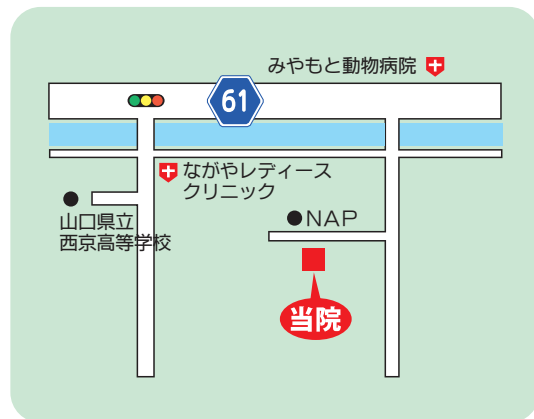 みやもと動物病院
61
ながやレディース
クリニック
山口県立
西京高等学校
NAP
当院